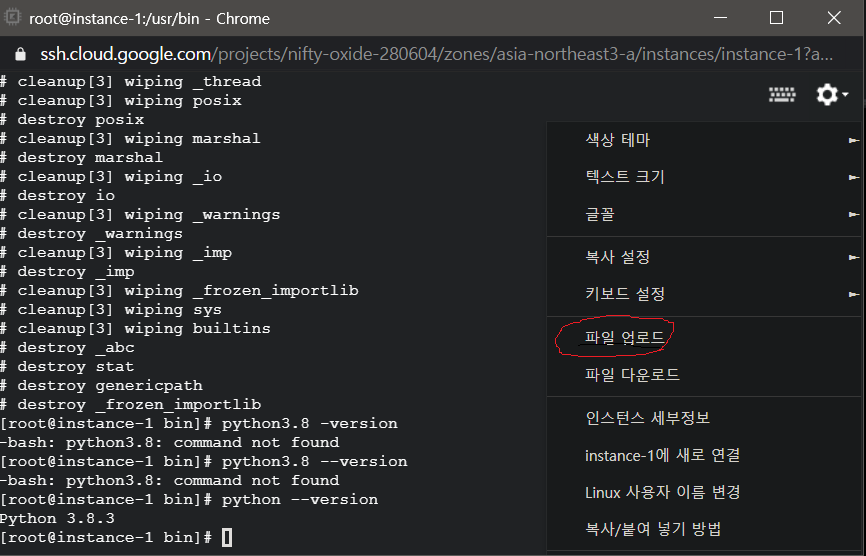 root@instance-1:/usr/bin - Chrome
ssh.cloud.google.com/projects/nifty-oxide-280604/zones/asia-northeast3-a/instances/instance-1?a...
# cleanup[3] wiping _thread
# cleanup[3] wiping posix
# destroy posix
# cleanup[3] wiping marshal
# destroy marshal
# cleanup[3] wiping _io
# destroy io
# cleanup[3] wiping _warnings
# destroy _warnings
# cleanup[3] wiping _imp
# destroy _imp
# cleanup[3] wiping _frozen_importlib
# cleanup[3] wiping sys
# cleanup[3] wiping builtins
# destroy _abc
# destroy stat
# destroy genericpath
# destroy _frozen_importlib
[root@instance-1 bin]# python3.8 -version
-bash: python3.8: command not found
[root@instance-1 bin]# python3.8 --version
-bash: python3.8: command not found
[root@instance-1 bin]# python --version
Python 3.8.3
[root@instance-1 bin]#
색상 테마
텍스트 크기
글꼴
복사 설정
키보드 설정
파일 업로드
파일 다운로드
인스턴스 세부정보
instance-1에 새로 연결
Linux 사용자 이름 변경
복사/붙여 넣기 방법